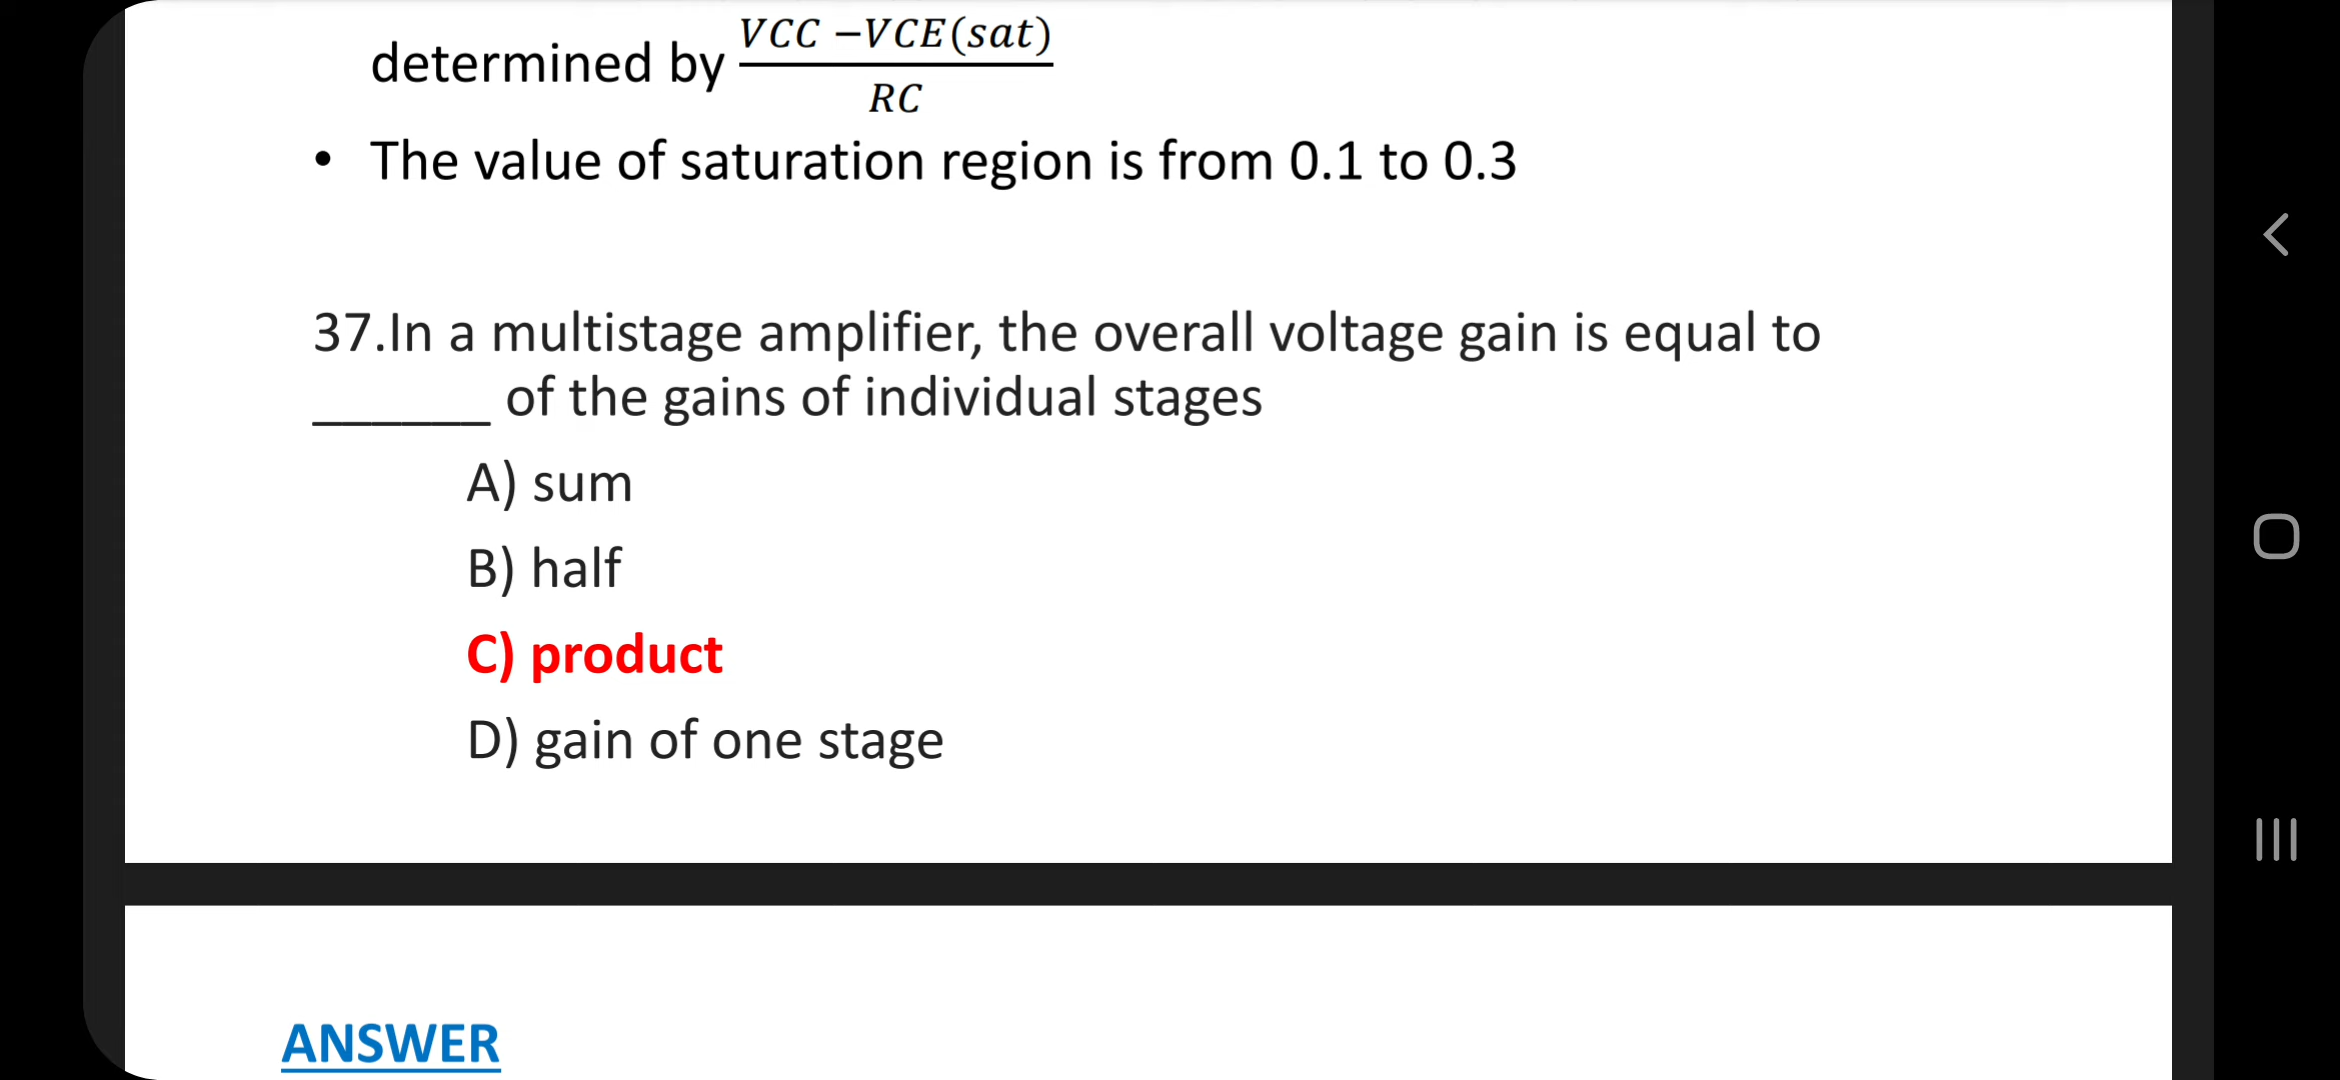 determined by VCC –VCE(sat)
RC
• The value of saturation region is from 0.1 to 0.3
37.In a multistage amplifier, the overall voltage gain is equal to
______ of the gains of individual stages
A) sum
B) half
C) product
D) gain of one stage
ANSWER